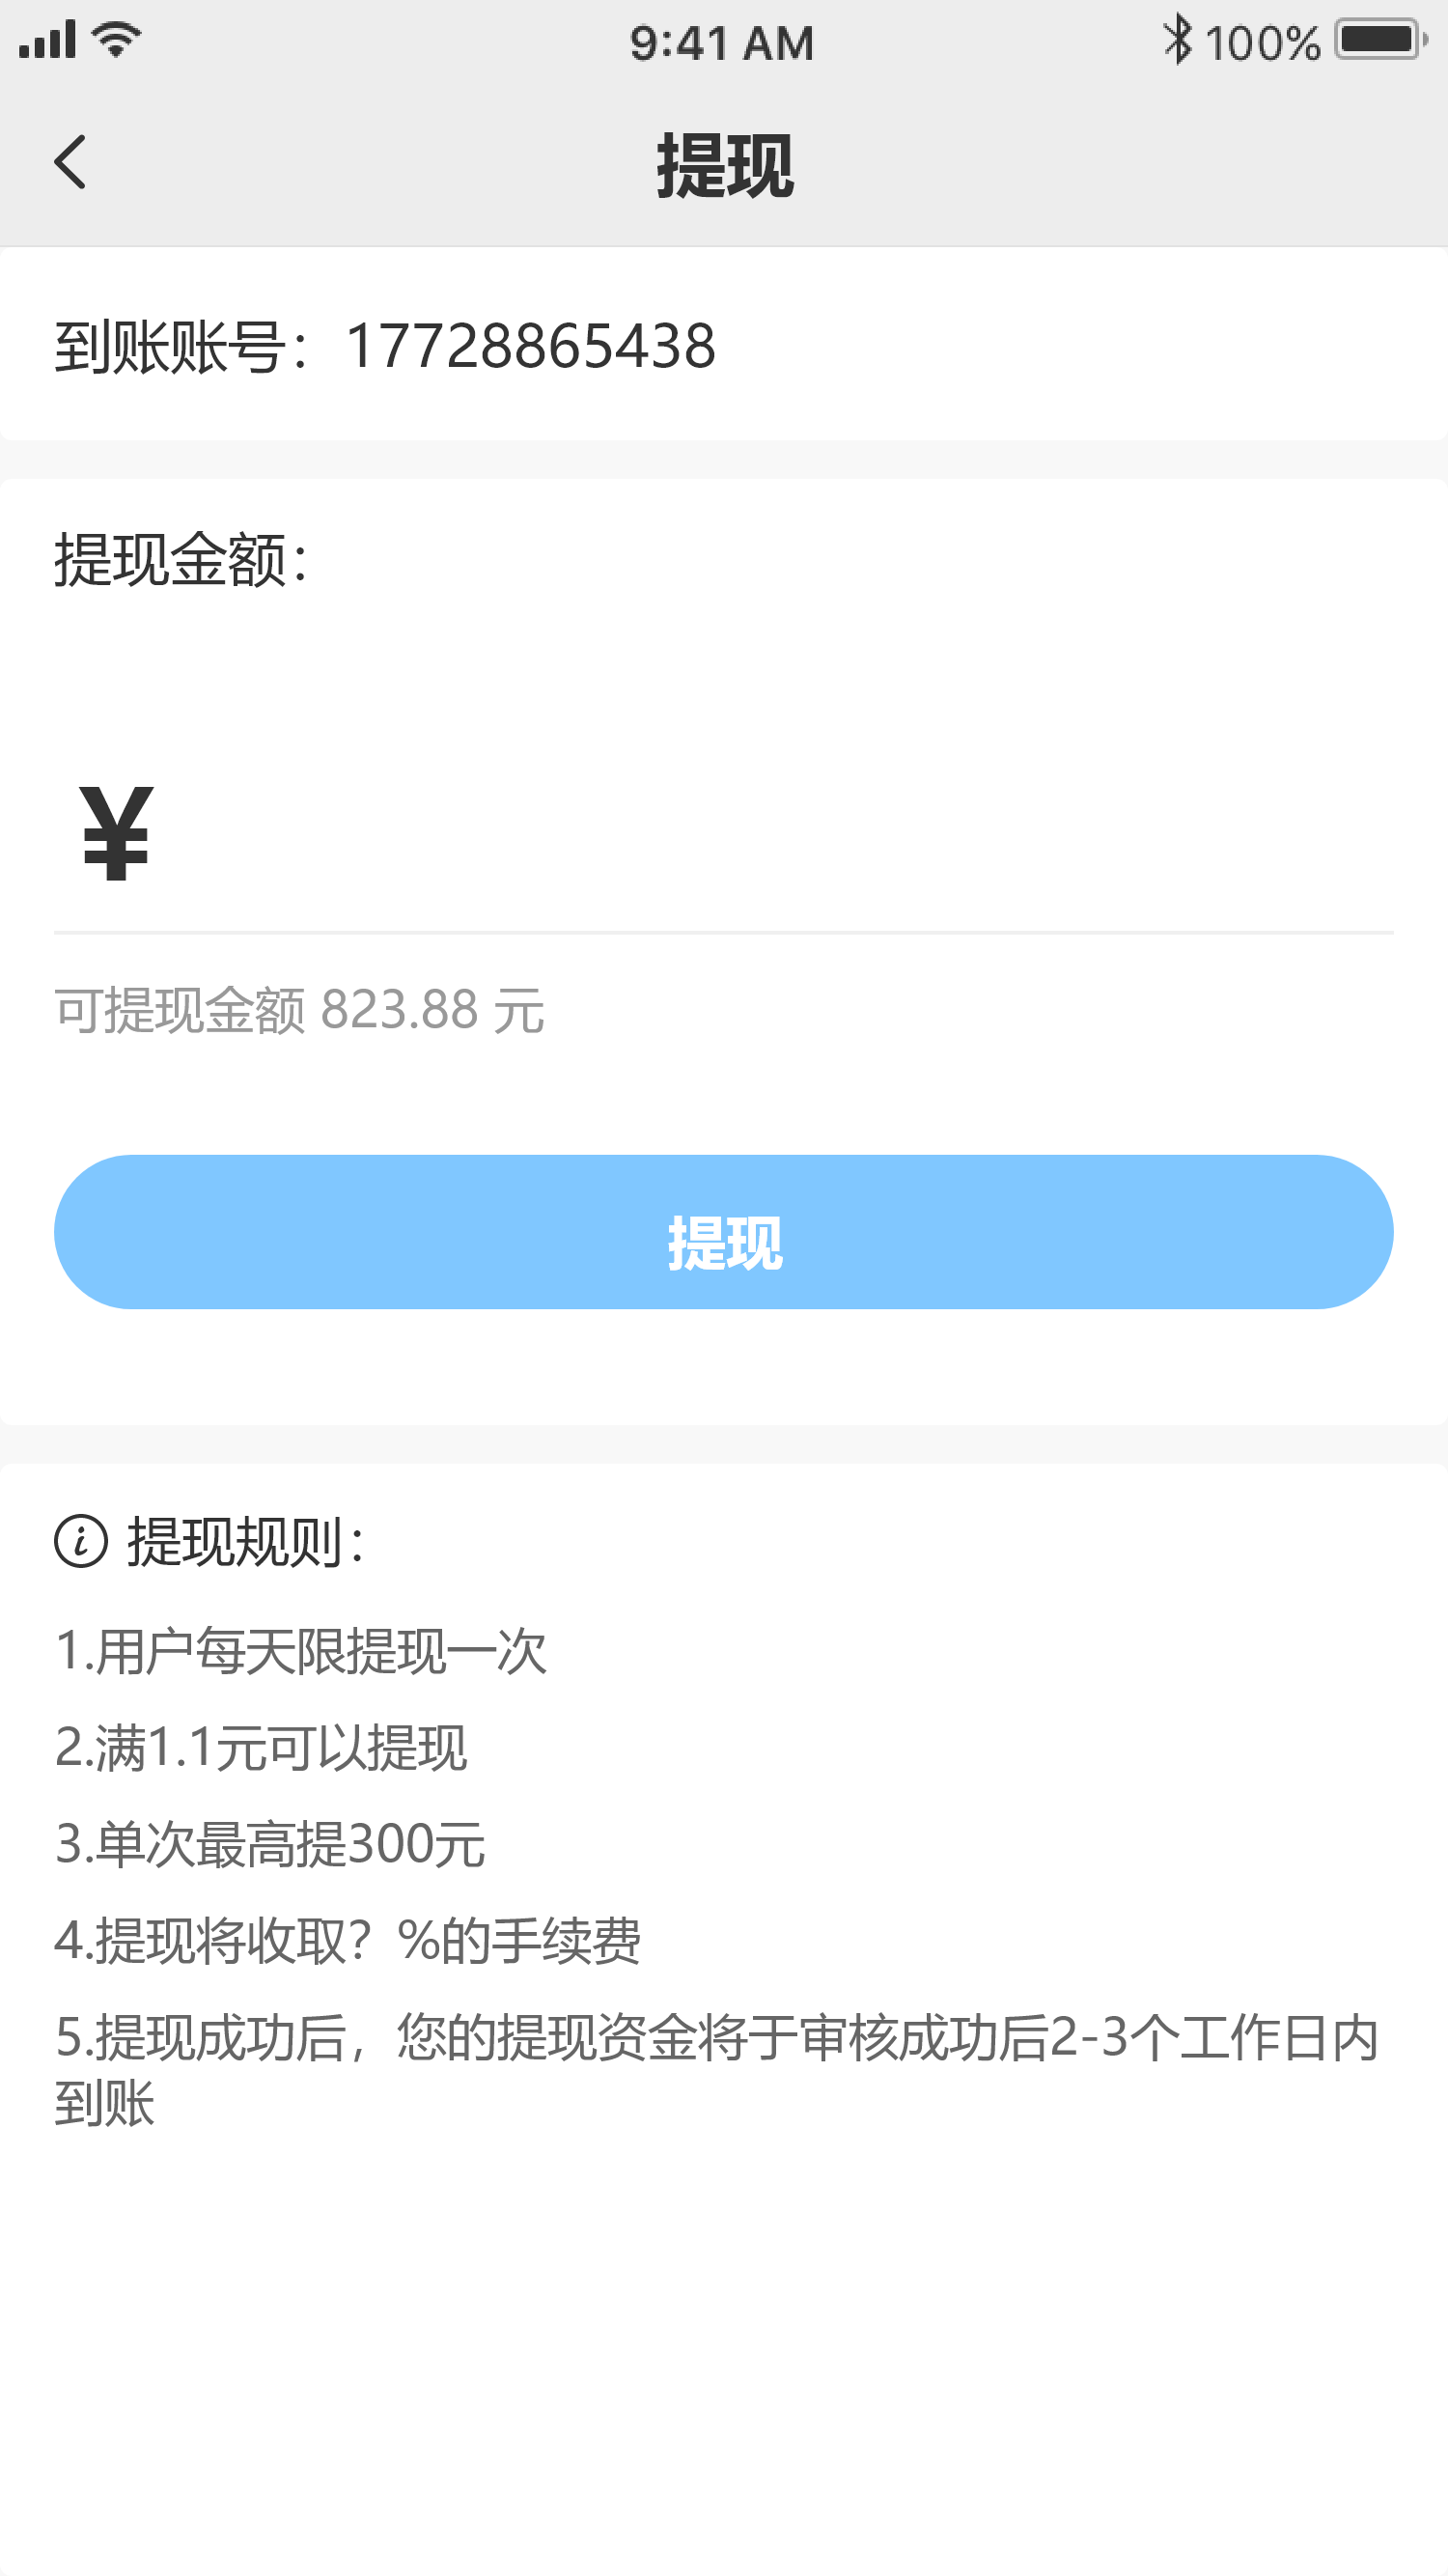 9:41 AM
100%
提现
到账账号：17728865438
提现金额：
¥
可提现金额 823.88 元
提现
提现规则：
1.用户每天限提现一次
2.满1.1元可以提现
3.单次最高提300元
4.提现将收取？%的手续费
5.提现成功后，您的提现资金将于审核成功后2-3个工作日内
到账